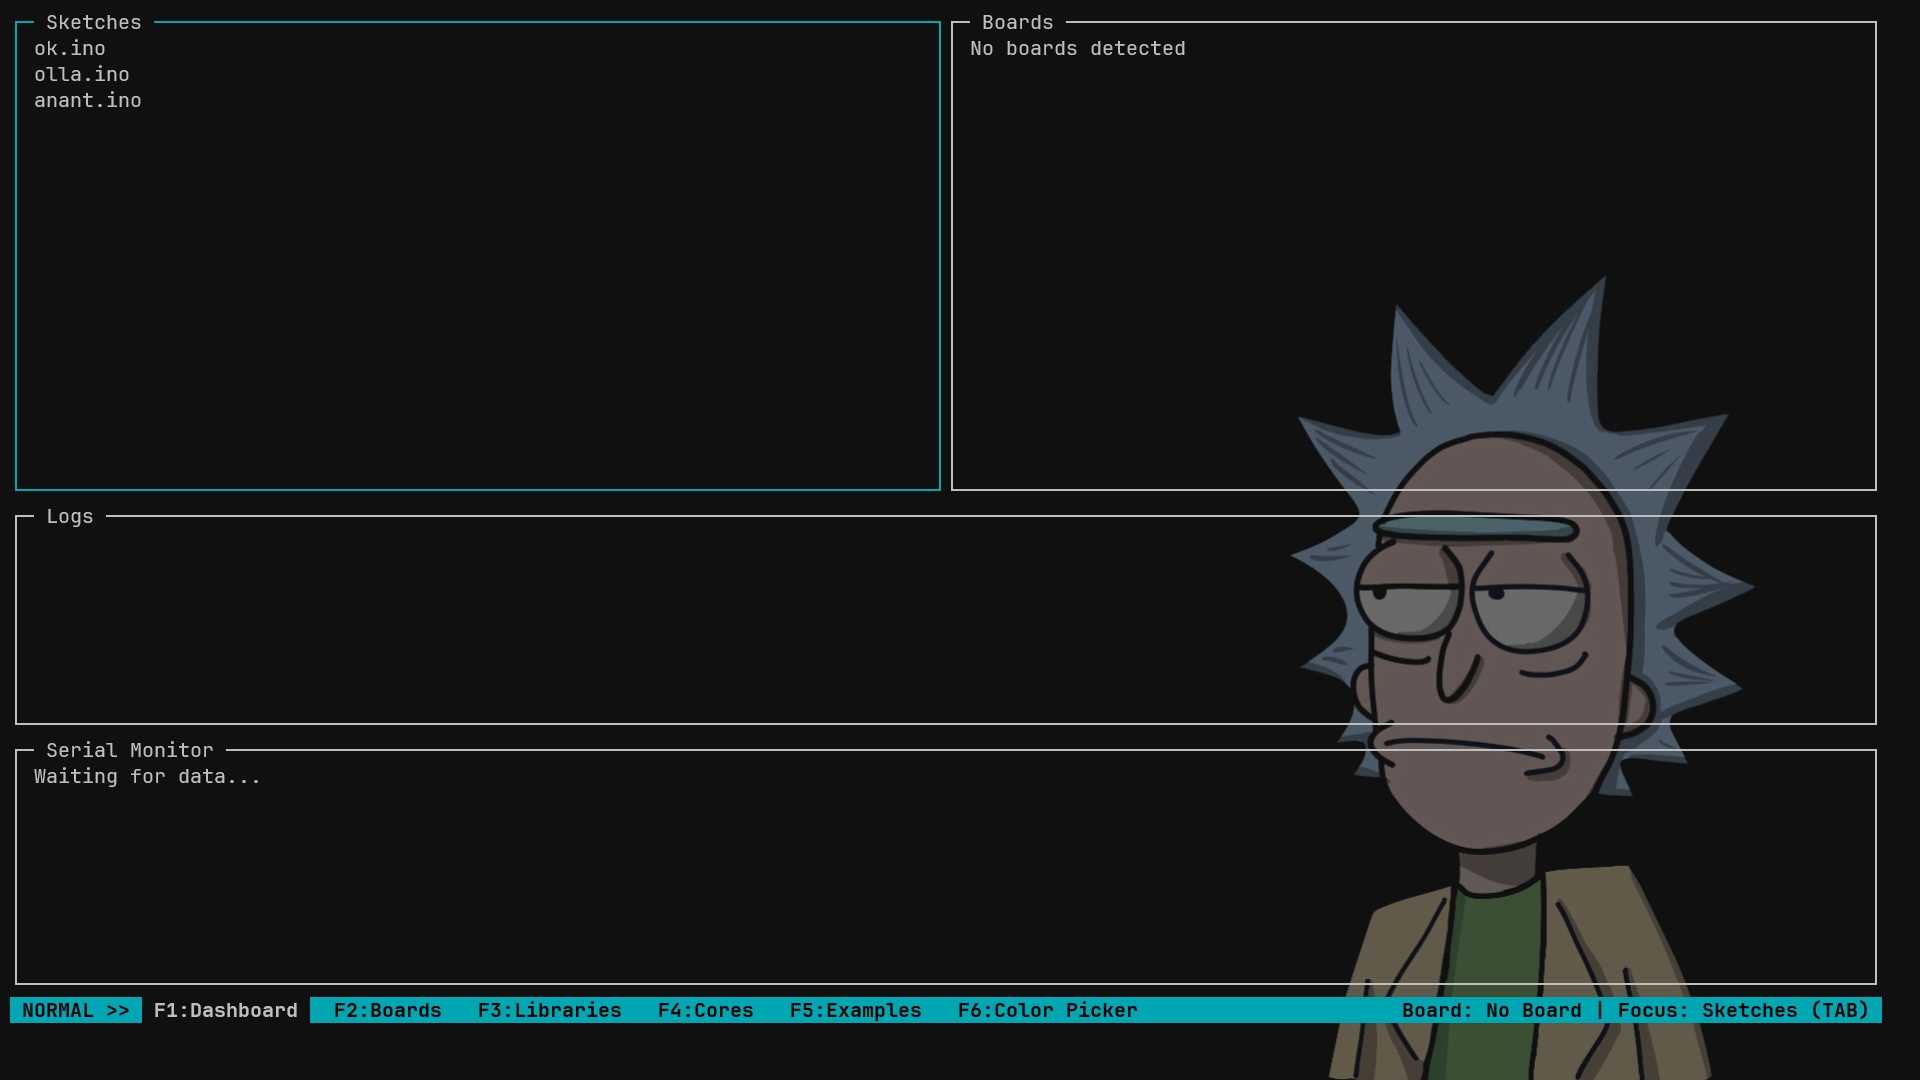 Sketches
ok.ino
olla.ino
anant.ino
Boards
No boards detected
Logs
Serial Monitor
Waiting for data...
NORMAL >> F1:Dashboard F2:Boards F3:Libraries F4:Cores F5:Examples F6:Color Picker Board: No Board | Focus: Sketches (TAB)